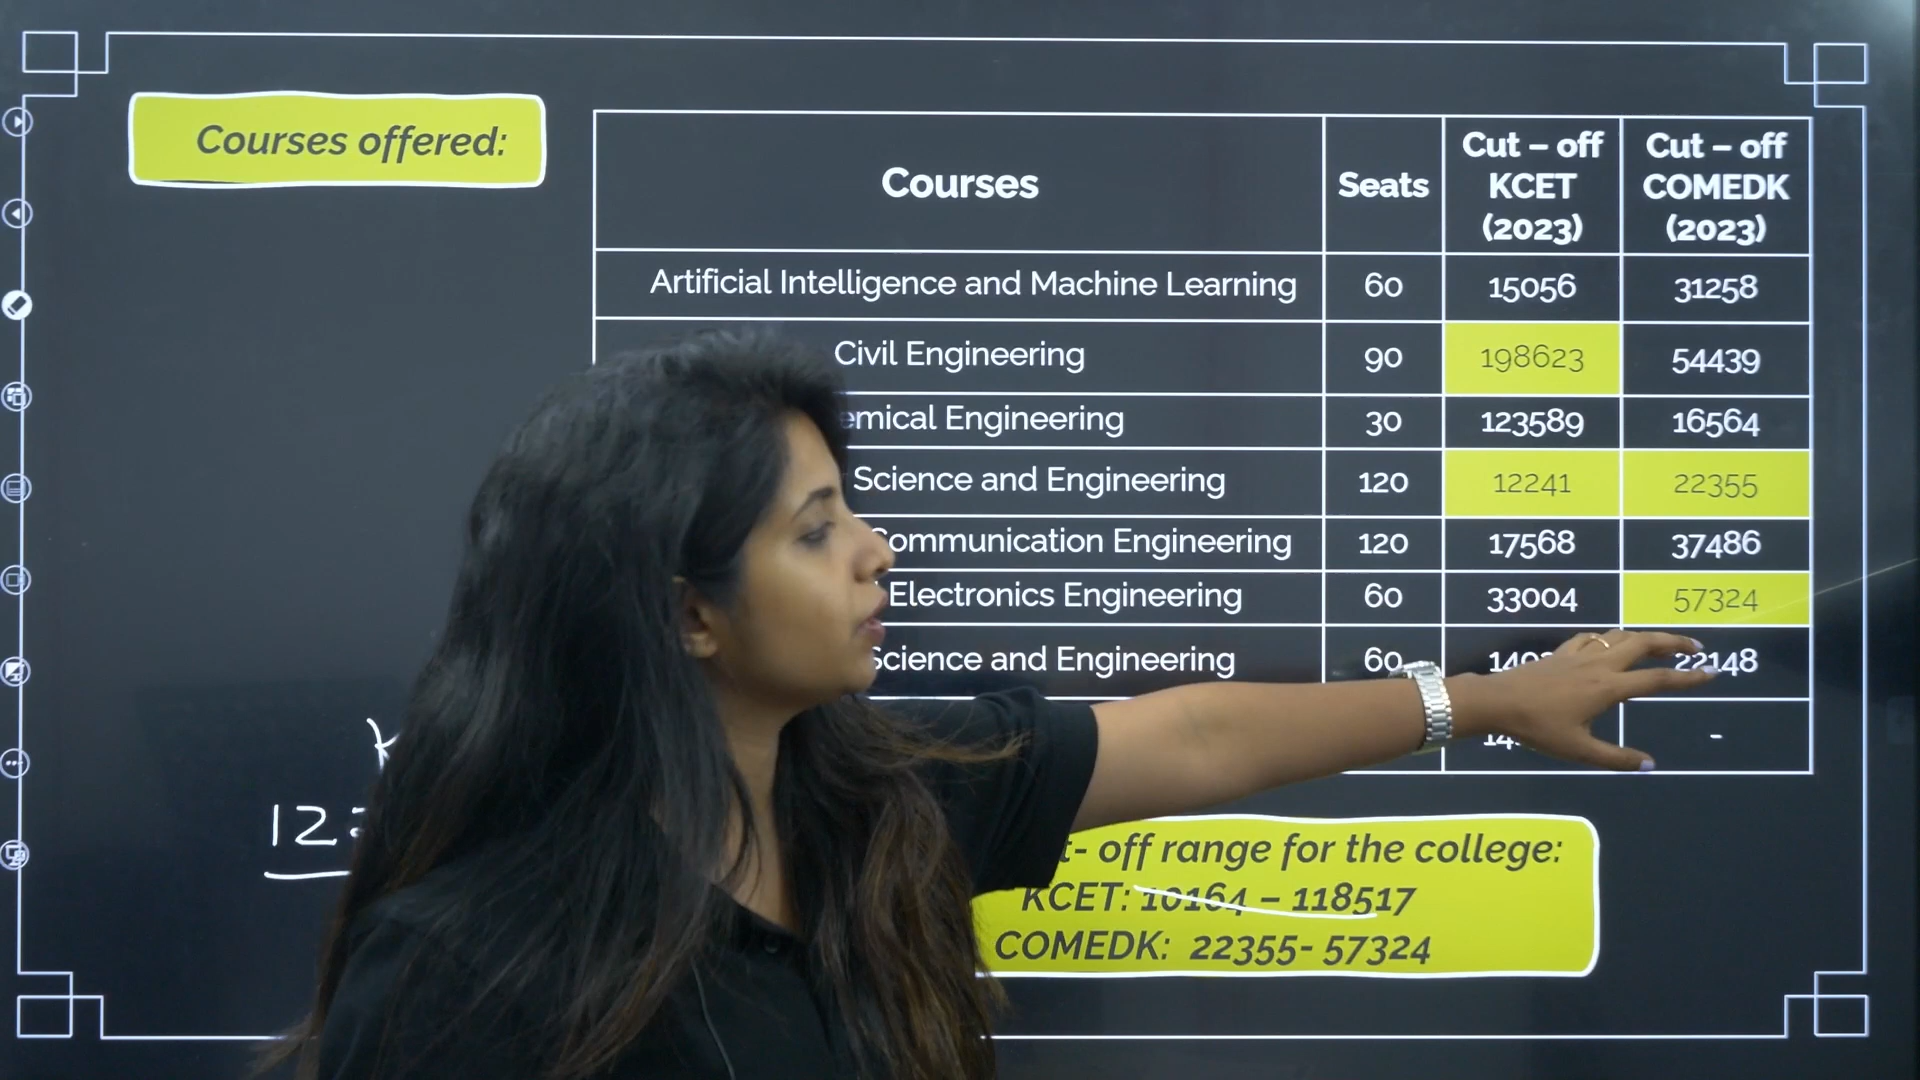 Courses offered:
Courses Seats Cut – off KCET (2023) Cut – off COMEDK (2023)
Artificial Intelligence and Machine Learning 60 15056 31258
Civil Engineering 90 198623 54439
emical Engineering 30 123589 16564
Science and Engineering 120 12241 22355
Communication Engineering 120 17568 37486
Electronics Engineering 60 33004 57324
Science and Engineering 60 22148
-
12
- off range for the college:
KCET: 10164 – 118517
COMEDK: 22355- 57324